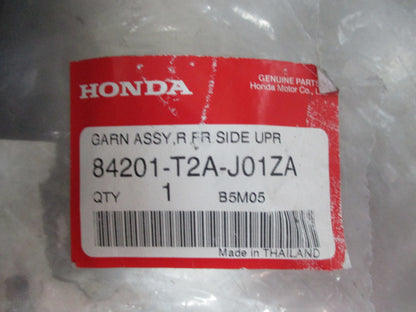 HONDA
GENUINE PARTS
Honda Motor Co.,
GARN ASSY,R FR SIDE UPR
84201-T2A-J01ZA
QTY 1 B5M05
Made in THAILAND